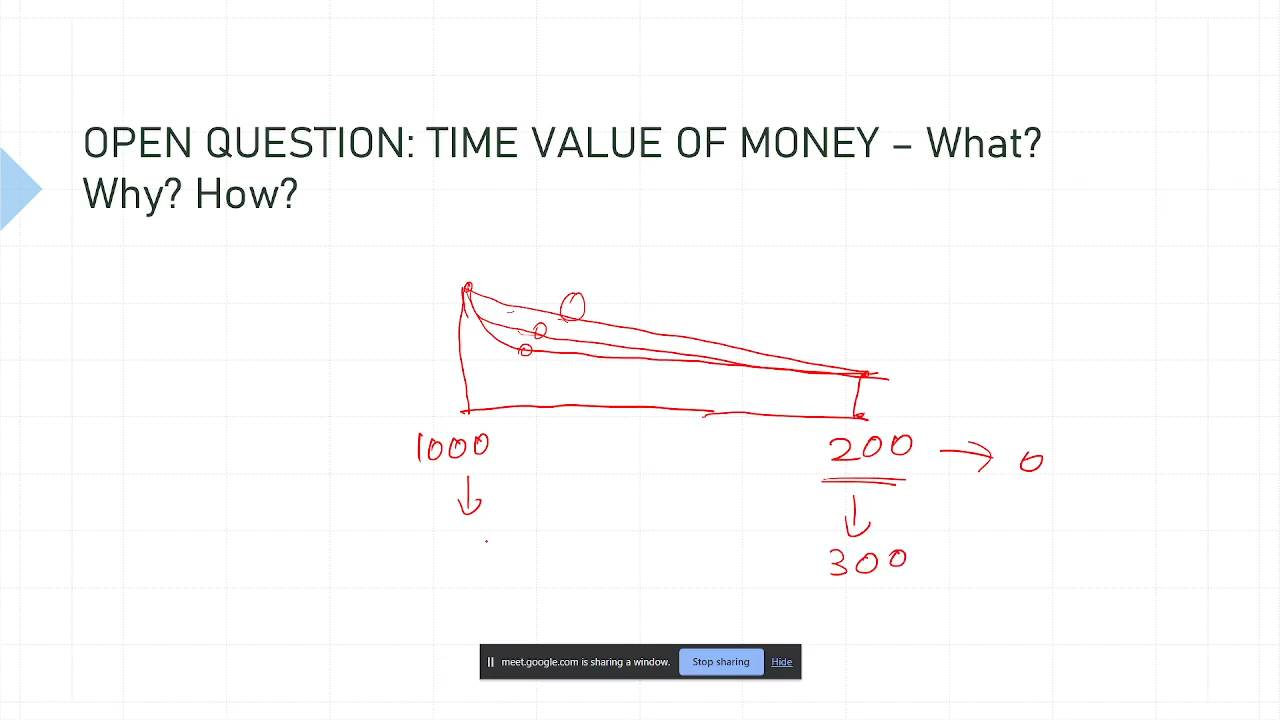 OPEN QUESTION: TIME VALUE OF MONEY – What?
Why? How?
1000
200 → 0
300
meet.google.com is sharing a window. Stop sharing Hide